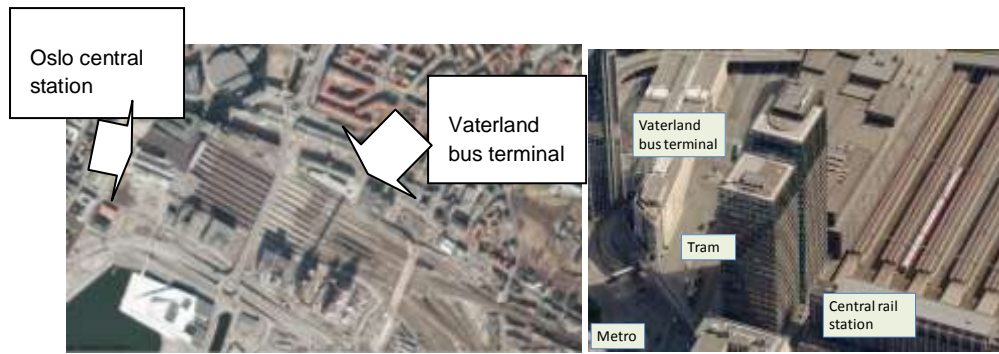 Oslo central
station
Vaterland
bus terminal
Vaterland
bus terminal
Tram
Central rail
station
Metro